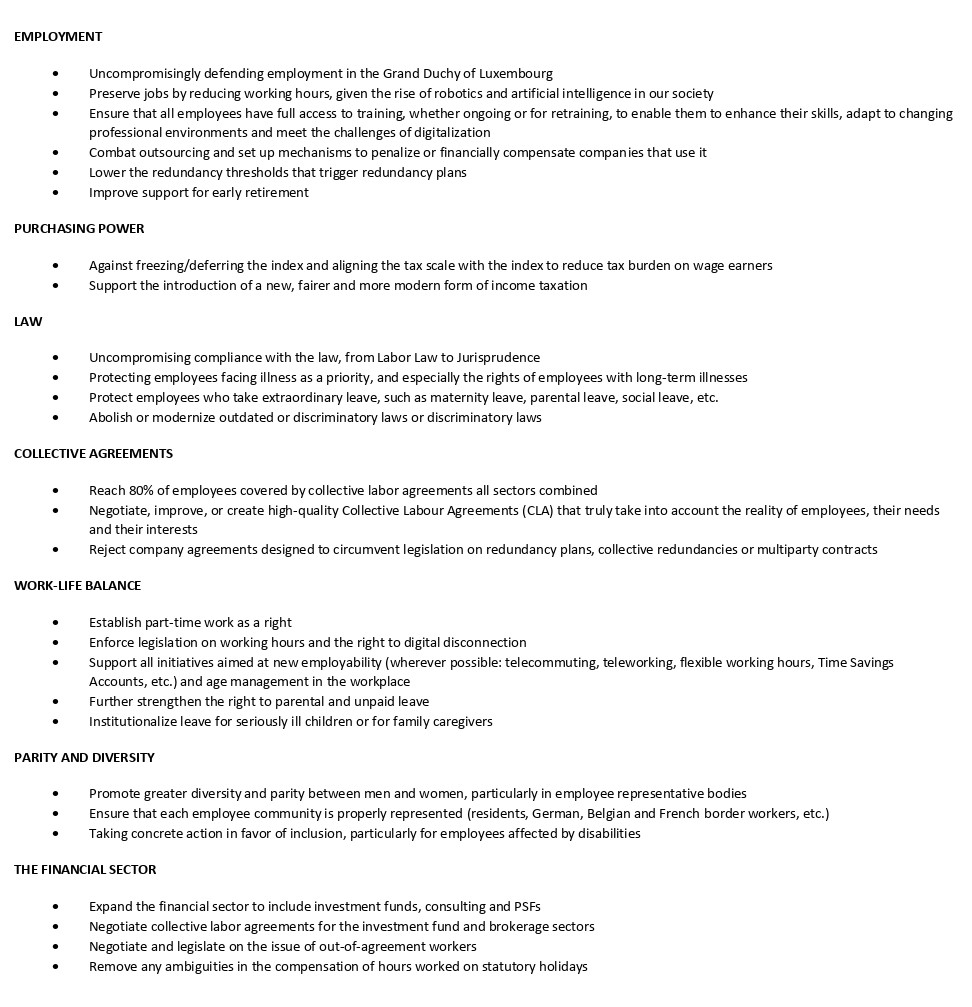 EMPLOYMENT
• Uncompromisingly defending employment in the Grand Duchy of Luxembourg
• Preserve jobs by reducing working hours, given the rise of robotics and artificial intelligence in our society
• Ensure that all employees have full access to training, whether ongoing or for retraining, to enable them to enhance their skills, adapt to changing
professional environments and meet the challenges of digitalization
• Combat outsourcing and set up mechanisms to penalize or financially compensate companies that use it
• Lower the redundancy thresholds that trigger redundancy plans
• Improve support for early retirement
PURCHASING POWER
• Against freezing/deferring the index and aligning the tax scale with the index to reduce tax burden on wage earners
• Support the introduction of a new, fairer and more modern form of income taxation
LAW
• Uncompromising compliance with the law, from Labor Law to Jurisprudence
• Protecting employees facing illness as a priority, and especially the rights of employees with long-term illnesses
• Protect employees who take extraordinary leave, such as maternity leave, parental leave, social leave, etc.
• Abolish or modernize outdated or discriminatory laws or discriminatory laws
COLLECTIVE AGREEMENTS
• Reach 80% of employees covered by collective labor agreements all sectors combined
• Negotiate, improve, or create high-quality Collective Labour Agreements (CLA) that truly take into account the reality of employees, their needs
and their interests
• Reject company agreements designed to circumvent legislation on redundancy plans, collective redundancies or multiparty contracts
WORK-LIFE BALANCE
• Establish part-time work as a right
• Enforce legislation on working hours and the right to digital disconnection
• Support all initiatives aimed at new employability (wherever possible: telecommuting, teleworking, flexible working hours, Time Savings
Accounts, etc.) and age management in the workplace
• Further strengthen the right to parental and unpaid leave
• Institutionalize leave for seriously ill children or for family caregivers
PARITY AND DIVERSITY
• Promote greater diversity and parity between men and women, particularly in employee representative bodies
• Ensure that each employee community is properly represented (residents, German, Belgian and French border workers, etc.)
• Taking concrete action in favor of inclusion, particularly for employees affected by disabilities
THE FINANCIAL SECTOR
• Expand the financial sector to include investment funds, consulting and PSFs
• Negotiate collective labor agreements for the investment fund and brokerage sectors
• Negotiate and legislate on the issue of out-of-agreement workers
• Remove any ambiguities in the compensation of hours worked on statutory holidays